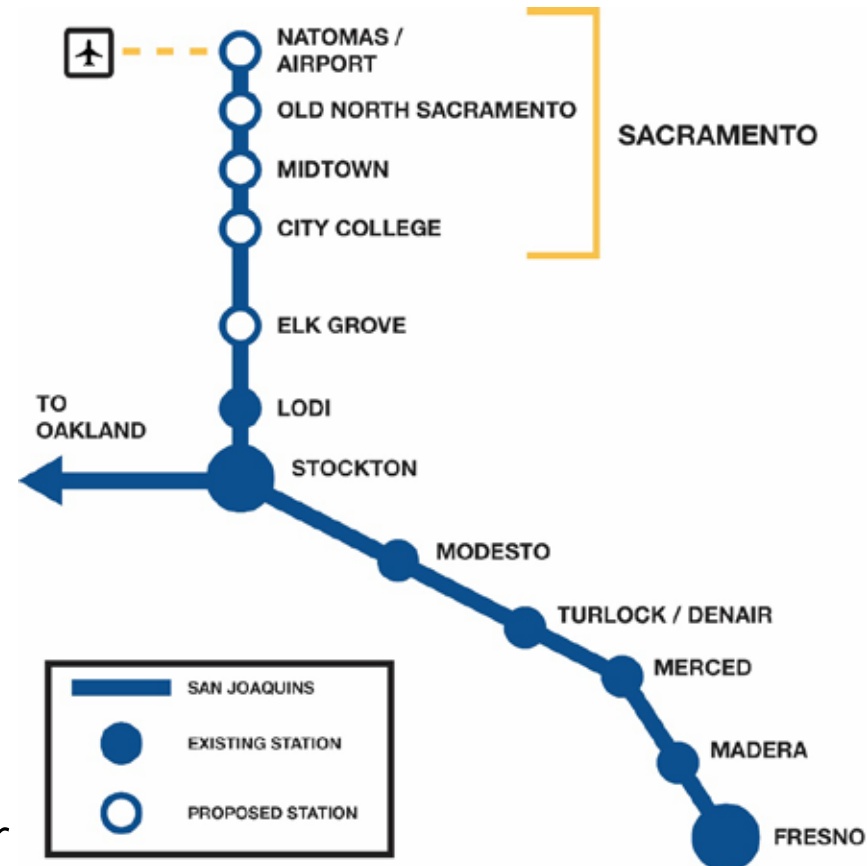 NATOMAS /
AIRPORT
OLD NORTH SACRAMENTO
MIDTOWN
CITY COLLEGE
SACRAMENTO
ELK GROVE
LODI
TO
OAKLAND
STOCKTON
MODESTO
TURLOCK / DENAIR
MERCED
MADERA
FRESNO
SAN JOAQUINS
EXISTING STATION
PROPOSED STATION
r